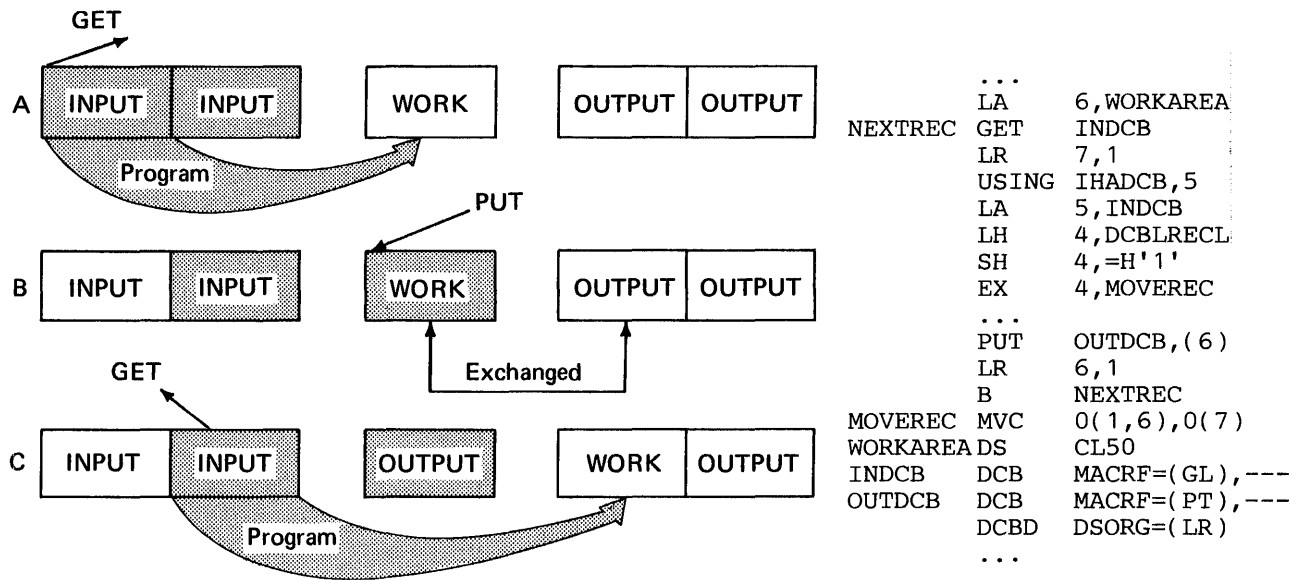 GET
A INPUT INPUT WORK OUTPUT OUTPUT
Program
PUT
B INPUT INPUT WORK OUTPUT OUTPUT
Exchanged
GET
C INPUT INPUT OUTPUT WORK OUTPUT
Program
...
LA 6,WORKAREA
NEXTREC GET INDCB
LR 7,1
USING IHADCB,5
LA 5,INDCB
LH 4,DCBLRECL
SH 4,=H'1'
EX 4,MOVEREC
...
PUT OUTDCB,(6)
LR 6,1
B NEXTREC
MOVEREC MVC 0(1,6),0(7)
WORKAREA DS CL50
INDCB DCB MACRF=(GL),---
OUTDCB DCB MACRF=(PT),---
DCBD DSORG=(LR)
...